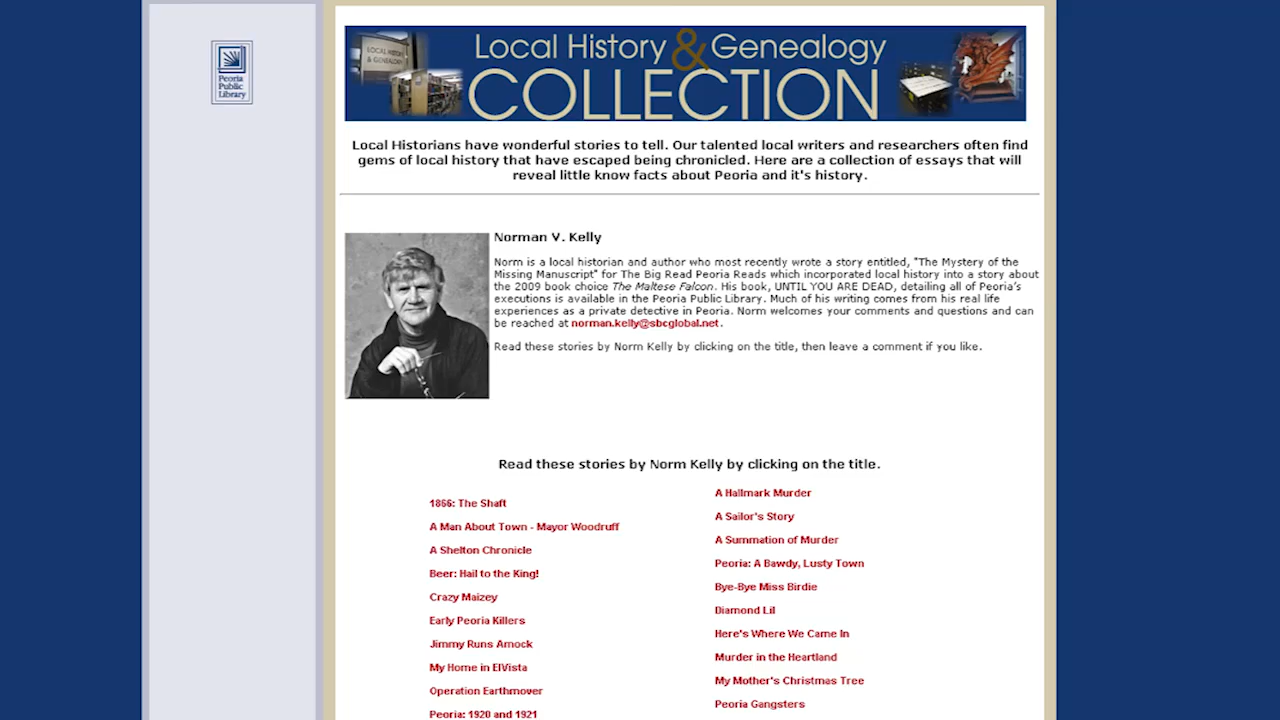 Peoria
Public
Library
LOCAL HISTORY
& GENEALOGY
Local History & Genealogy
COLLECTION
Local Historians have wonderful stories to tell. Our talented local writers and researchers often find
gems of local history that have escaped being chronicled. Here are a collection of essays that will
reveal little know facts about Peoria and it's history.
Norman V. Kelly
Norm is a local historian and author who most recently wrote a story entitled, "The Mystery of the
Missing Manuscript" for The Big Read Peoria Reads which incorporated local history into a story about
the 2009 book choice The Maltese Falcon. His book, UNTIL YOU ARE DEAD, detailing all of Peoria's
executions is available in the Peoria Public Library. Much of his writing comes from his real life
experiences as a private detective in Peoria. Norm welcomes your comments and questions and can
be reached at norman.kelly@sbcglobal.net.
Read these stories by Norm Kelly by clicking on the title, then leave a comment if you like.
Read these stories by Norm Kelly by clicking on the title.
1866: The Shaft
A Man About Town - Mayor Woodruff
A Shelton Chronicle
Beer: Hail to the King!
Crazy Maizey
Early Peoria Killers
Jimmy Runs Amock
My Home in ElVista
Operation Earthmover
Peoria: 1920 and 1921
A Hallmark Murder
A Sailor's Story
A Summation of Murder
Peoria: A Bawdy, Lusty Town
Bye-Bye Miss Birdie
Diamond Lil
Here's Where We Came In
Murder in the Heartland
My Mother's Christmas Tree
Peoria Gangsters